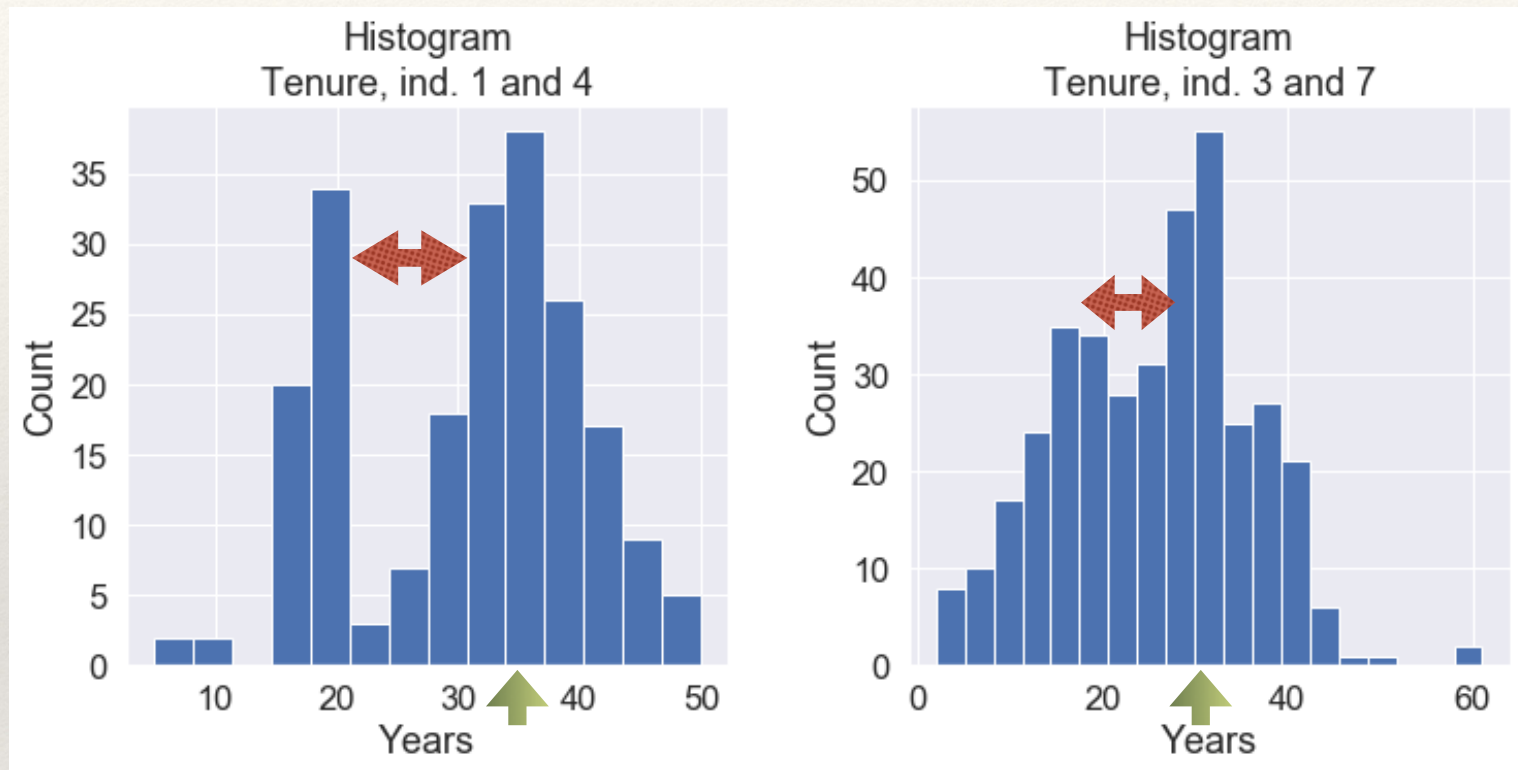 Histogram
Tenure, ind. 1 and 4
Count
35
30
25
20
15
10
5
0
10 20 30 40 50
Years
Histogram
Tenure, ind. 3 and 7
Count
50
40
30
20
10
0
0 20 40 60
Years